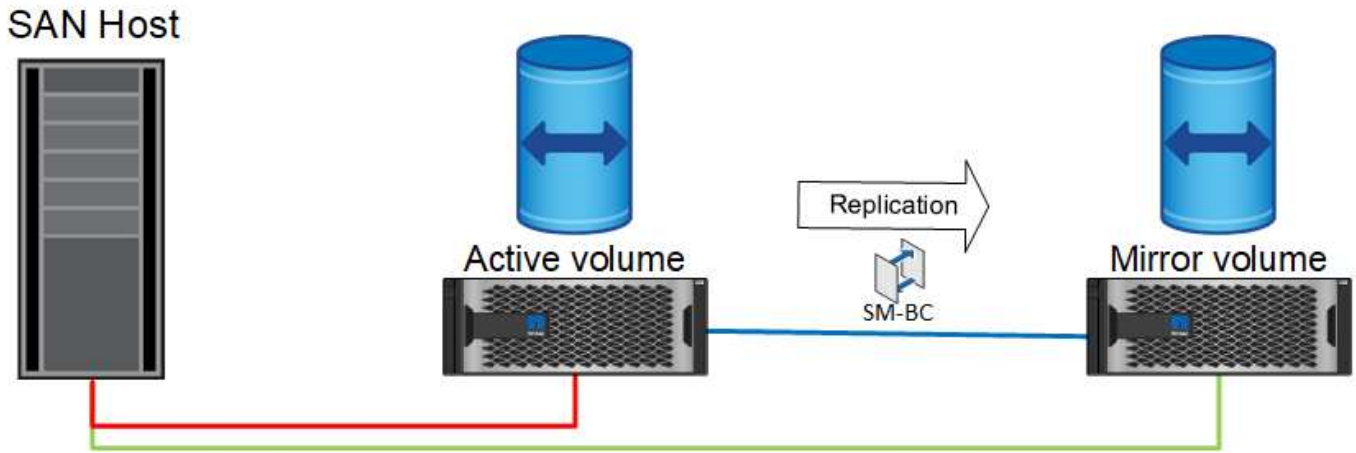 SAN Host
Replication
Active volume
Mirror volume
SM-BC